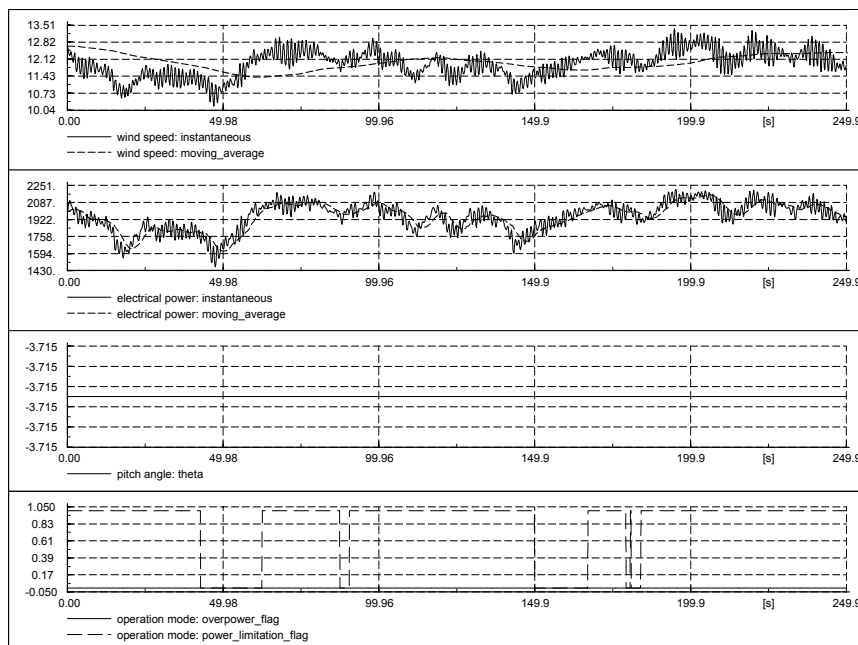 13.51
12.82
12.12
11.43
10.73
10.04
0.00 49.98 99.96 149.9 199.9 [s] 249.9
wind speed: instantaneous
wind speed: moving_average
2251.
2087.
1922.
1758.
1594.
1430.
0.00 49.98 99.96 149.9 199.9 [s] 249.9
electrical power: instantaneous
electrical power: moving_average
-3.715
-3.715
-3.715
-3.715
-3.715
-3.715
0.00 49.98 99.96 149.9 199.9 [s] 249.9
pitch angle: theta
1.050
0.83
0.61
0.39
0.17
-0.050
0.00 49.98 99.96 149.9 199.9 [s] 249.9
operation mode: overpower_flag
operation mode: power_limitation_flag